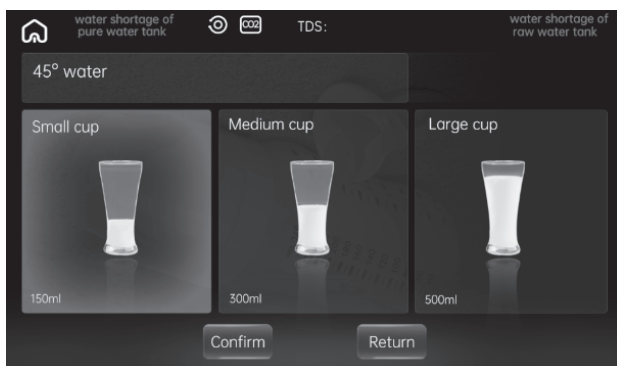 water shortage of
pure water tank
CO2
TDS:
water shortage of
raw water tank
45° water
Small cup
Medium cup
Large cup
150ml
300ml
500ml
Confirm
Return